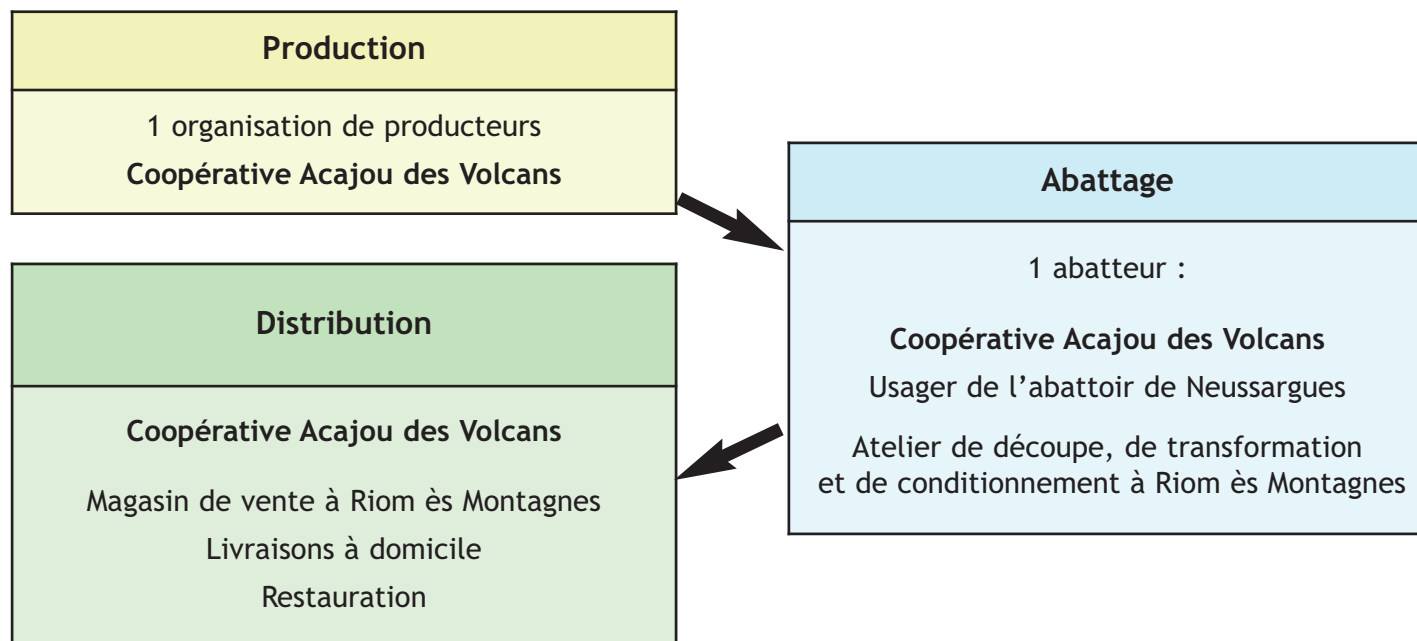 Production
1 organisation de producteurs
Coopérative Acajou des Volcans
Abattage
1 abatteur :
Coopérative Acajou des Volcans
Usager de l’abattoir de Neussargues
Atelier de découpe, de transformation
et de conditionnement à Riom ès Montagnes
Distribution
Coopérative Acajou des Volcans
Magasin de vente à Riom ès Montagnes
Livraisons à domicile
Restauration